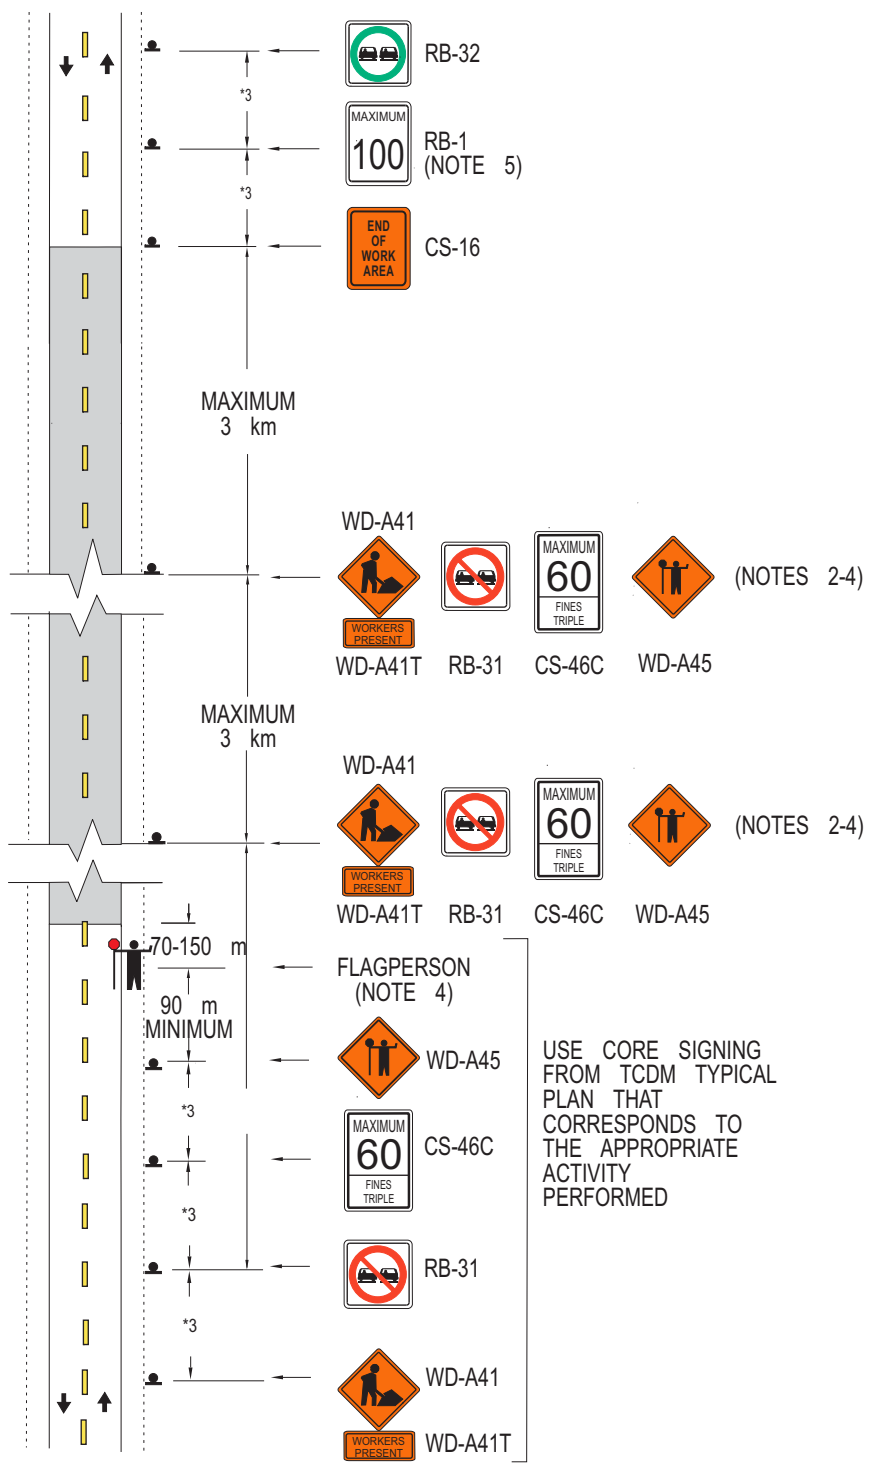 RB-32
*3
MAXIMUM
100
RB-1
(NOTE 5)
*3
END
OF
WORK
AREA
CS-16
MAXIMUM
3 km
WD-A41
MAXIMUM
60
FINES
TRIPLE
(NOTES 2-4)
WORKERS
PRESENT
WD-A41T RB-31 CS-46C WD-A45
MAXIMUM
3 km
WD-A41
MAXIMUM
60
FINES
TRIPLE
(NOTES 2-4)
WORKERS
PRESENT
WD-A41T RB-31 CS-46C WD-A45
70-150 m
FLAGPERSON
(NOTE 4)
90 m
MINIMUM
WD-A45
USE CORE SIGNING
FROM TCDM TYPICAL
PLAN THAT
CORRESPONDS TO
THE APPROPRIATE
ACTIVITY
PERFORMED
*3
MAXIMUM
60
FINES
TRIPLE
CS-46C
*3
RB-31
*3
WD-A41
WORKERS
PRESENT
WD-A41T